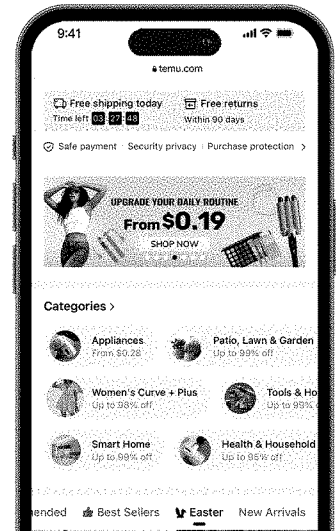 9:41
temu.com
Free shipping today
Free returns
Time left 03:27:48
Within 90 days
Safe payment · Security privacy · Purchase protection >
UPGRADE YOUR DAILY ROUTINE
From $0.19
SHOP NOW
Categories >
Appliances
From $0.28
Patio, Lawn & Garden
Up to 99% off
Women's Curve + Plus
Up to 98% off
Tools & Ho
Up to 99%
Smart Home
Up to 99% off
Health & Household
Up to 95% off
ended
Best Sellers
Easter
New Arrivals